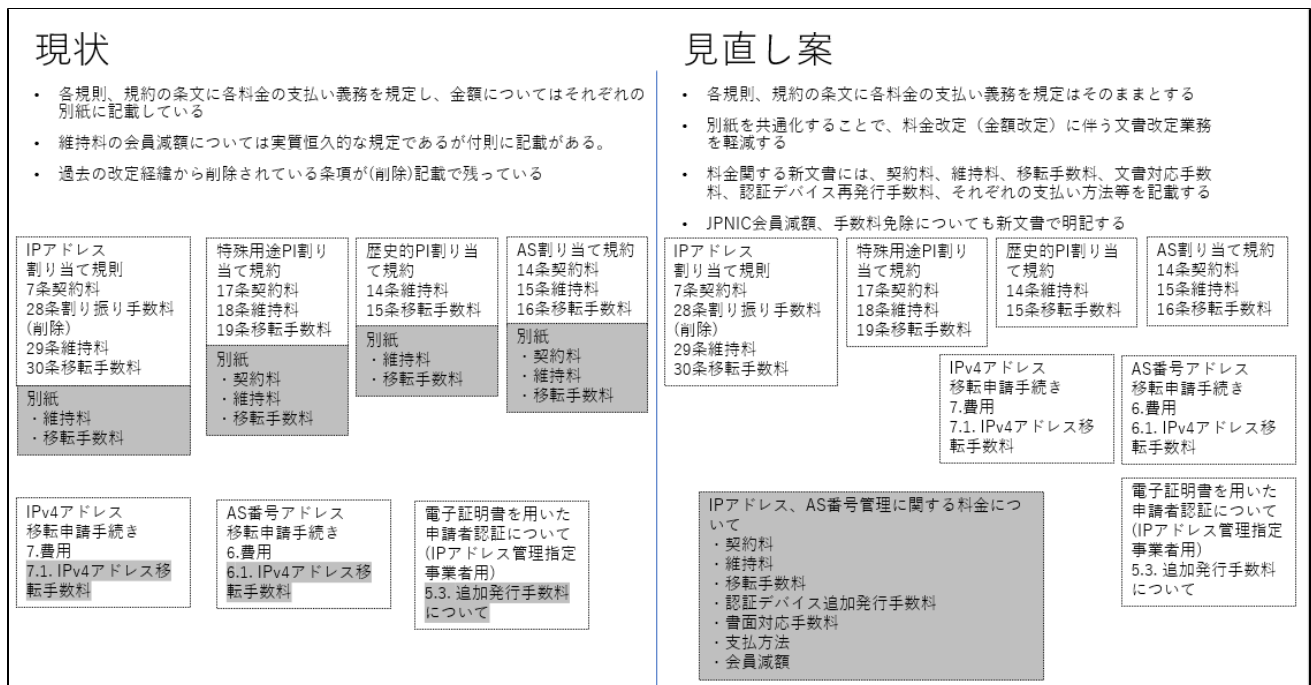 現状
• 各規則、規約の条文に各料金の支払い義務を規定し、金額についてはそれぞれの
別紙に記載している
• 維持料の会員減額については実質恒久的な規定であるが付則に記載がある。
• 過去の改定経緯から削除されている条項が(削除)記載で残っている
IPアドレス
割り当て規則
7条契約料
28条割り振り手数料
(削除)
29条維持料
30条移転手数料
別紙
・維持料
・移転手数料
特殊用途PI割り
当て規約
17条契約料
18条維持料
19条移転手数料
別紙
・契約料
・維持料
・移転手数料
歴史的PI割り当
て規約
14条維持料
15条移転手数料
別紙
・維持料
・移転手数料
AS割り当て規約
14条契約料
15条維持料
16条移転手数料
別紙
・契約料
・維持料
・移転手数料
IPv4アドレス
移転申請手続き
7.費用
7.1. IPv4アドレス移
転手数料
AS番号アドレス
移転申請手続き
6.費用
6.1. IPv4アドレス移
転手数料
電子証明書を用いた
申請者認証について
(IPアドレス管理指定
事業者用)
5.3. 追加発行手数料
について
見直し案
• 各規則、規約の条文に各料金の支払い義務を規定はそのままとする
• 別紙を共通化することで、料金改定（金額改定）に伴う文書改定業務
を軽減する
• 料金関する新文書には、契約料、維持料、移転手数料、文書対応手数
料、認証デバイス再発行手数料、それぞれの支払い方法等を記載する
• JPNIC会員減額、手数料免除についても新文書で明記する
IPアドレス
割り当て規則
7条契約料
28条割り振り手数料
(削除)
29条維持料
30条移転手数料
特殊用途PI割り
当て規約
17条契約料
18条維持料
19条移転手数料
歴史的PI割り当
て規約
14条維持料
15条移転手数料
AS割り当て規約
14条契約料
15条維持料
16条移転手数料
IPv4アドレス
移転申請手続き
7.費用
7.1. IPv4アドレス移
転手数料
AS番号アドレス
移転申請手続き
6.費用
6.1. IPv4アドレス移
転手数料
IPアドレス、AS番号管理に関する料金につ
いて
・契約料
・維持料
・移転手数料
・認証デバイス追加発行手数料
・書面対応手数料
・支払方法
・会員減額
電子証明書を用いた
申請者認証について
(IPアドレス管理指定
事業者用)
5.3. 追加発行手数料
について